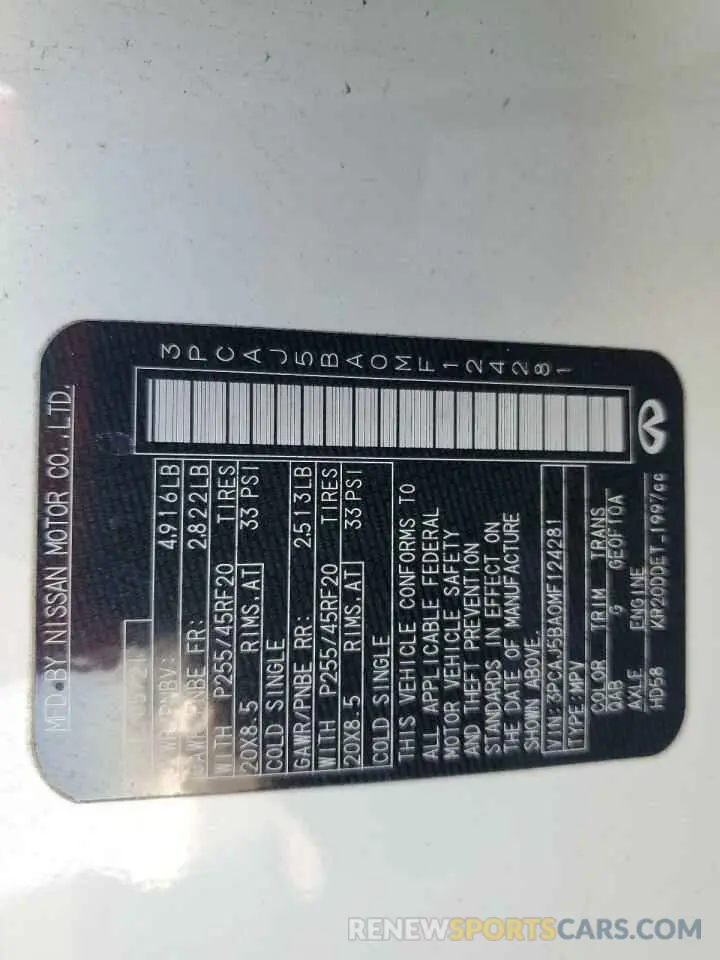 MFD.BY NISSAN MOTOR CO.,LTD.
GVWR/PNBV: 4,916LB
GAWR/PNBE FR: 2,822LB
WITH P255/45RF20 TIRES
20X8.5 RIMS.AT 33 PSI
COLD SINGLE
GAWR/PNBE RR: 2,513LB
WITH P255/45RF20 TIRES
20X8.5 RIMS.AT 33 PSI
COLD SINGLE
THIS VEHICLE CONFORMS TO
ALL APPLICABLE FEDERAL
MOTOR VEHICLE SAFETY
AND THEFT PREVENTION
STANDARDS IN EFFECT ON
THE DATE OF MANUFACTURE
SHOWN ABOVE.
VIN:3PCAJ5BA0MF124281
TYPE/MPV
COLOR TRIM TRANS
QAB G GE0F10A
AXLE ENGINE
HD58 KR20DDET_1997cc
3PCAJ5BA0MF124281
RENEWSPORTSCARS.COM